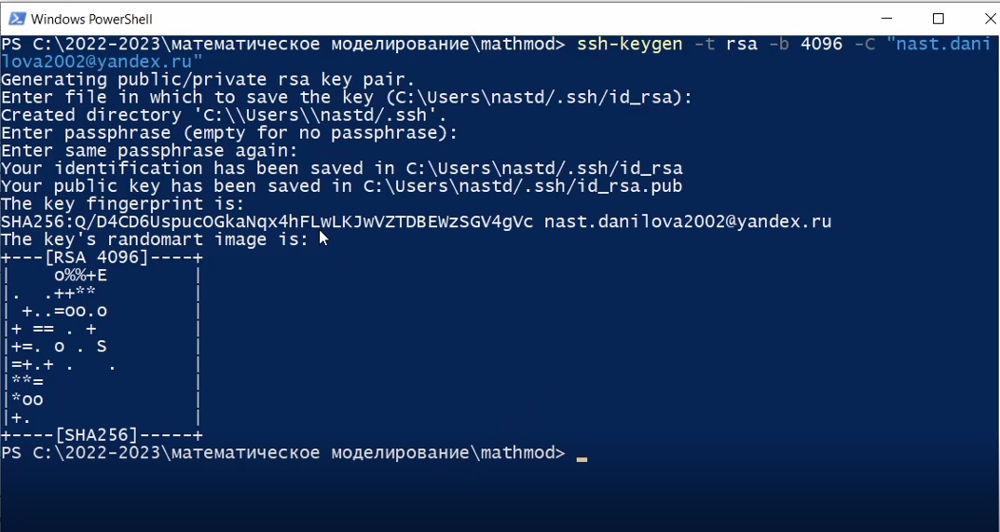 Windows PowerShell
PS C:\2022-2023\математическое моделирование\mathmod> ssh-keygen -t rsa -b 4096 -C "nast.dani
lova2002@yandex.ru"
Generating public/private rsa key pair.
Enter file in which to save the key (C:\Users\nastd/.ssh/id_rsa):
Created directory 'C:\\Users\\nastd/.ssh'.
Enter passphrase (empty for no passphrase):
Enter same passphrase again:
Your identification has been saved in C:\Users\nastd/.ssh/id_rsa
Your public key has been saved in C:\Users\nastd/.ssh/id_rsa.pub
The key fingerprint is:
SHA256:Q/D4CD6UspucOGkaNqx4hFLwLKJwVZTDBEWzSGV4gVc nast.danilova2002@yandex.ru
The key's randomart image is:
+---[RSA 4096]----+
|     o%%+E       |
|.   .++**        |
| +..=oo.o        |
|+ == . +         |
|+=. o . S        |
|=+.+ .   .       |
|**=              |
|*oo              |
|+.               |
+----[SHA256]-----+
PS C:\2022-2023\математическое моделирование\mathmod>